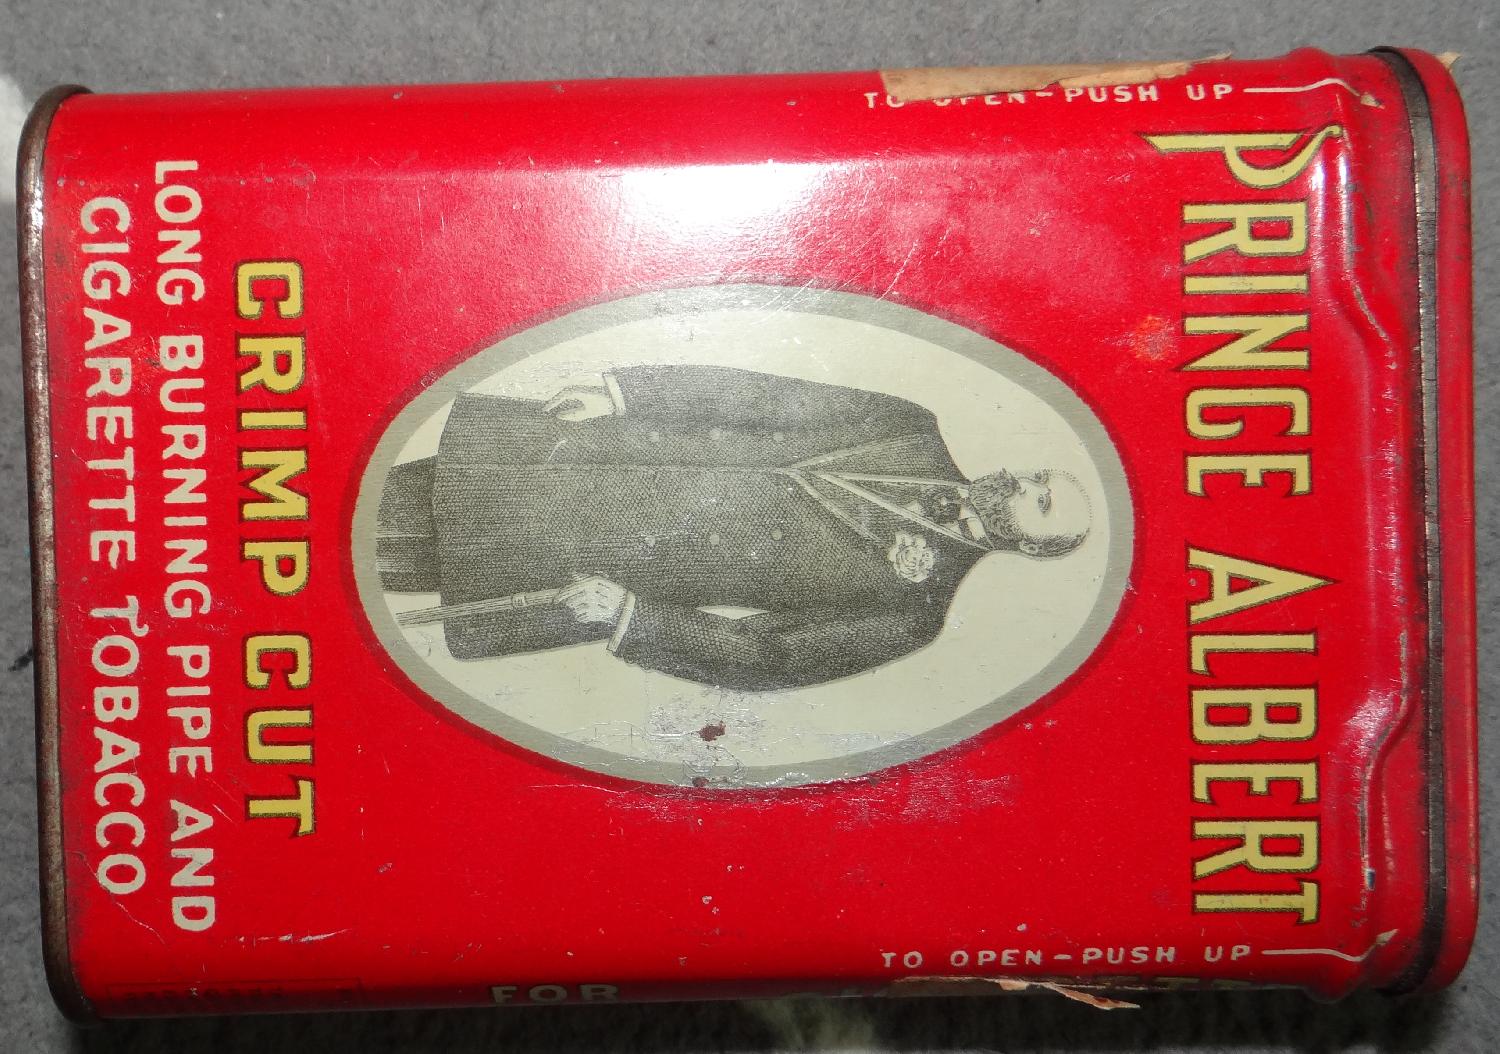 TO OPEN-PUSH UP
PRINCE ALBERT
TO OPEN-PUSH UP
CRIMP CUT
LONG BURNING PIPE AND
CIGARETTE TOBACCO
FOR